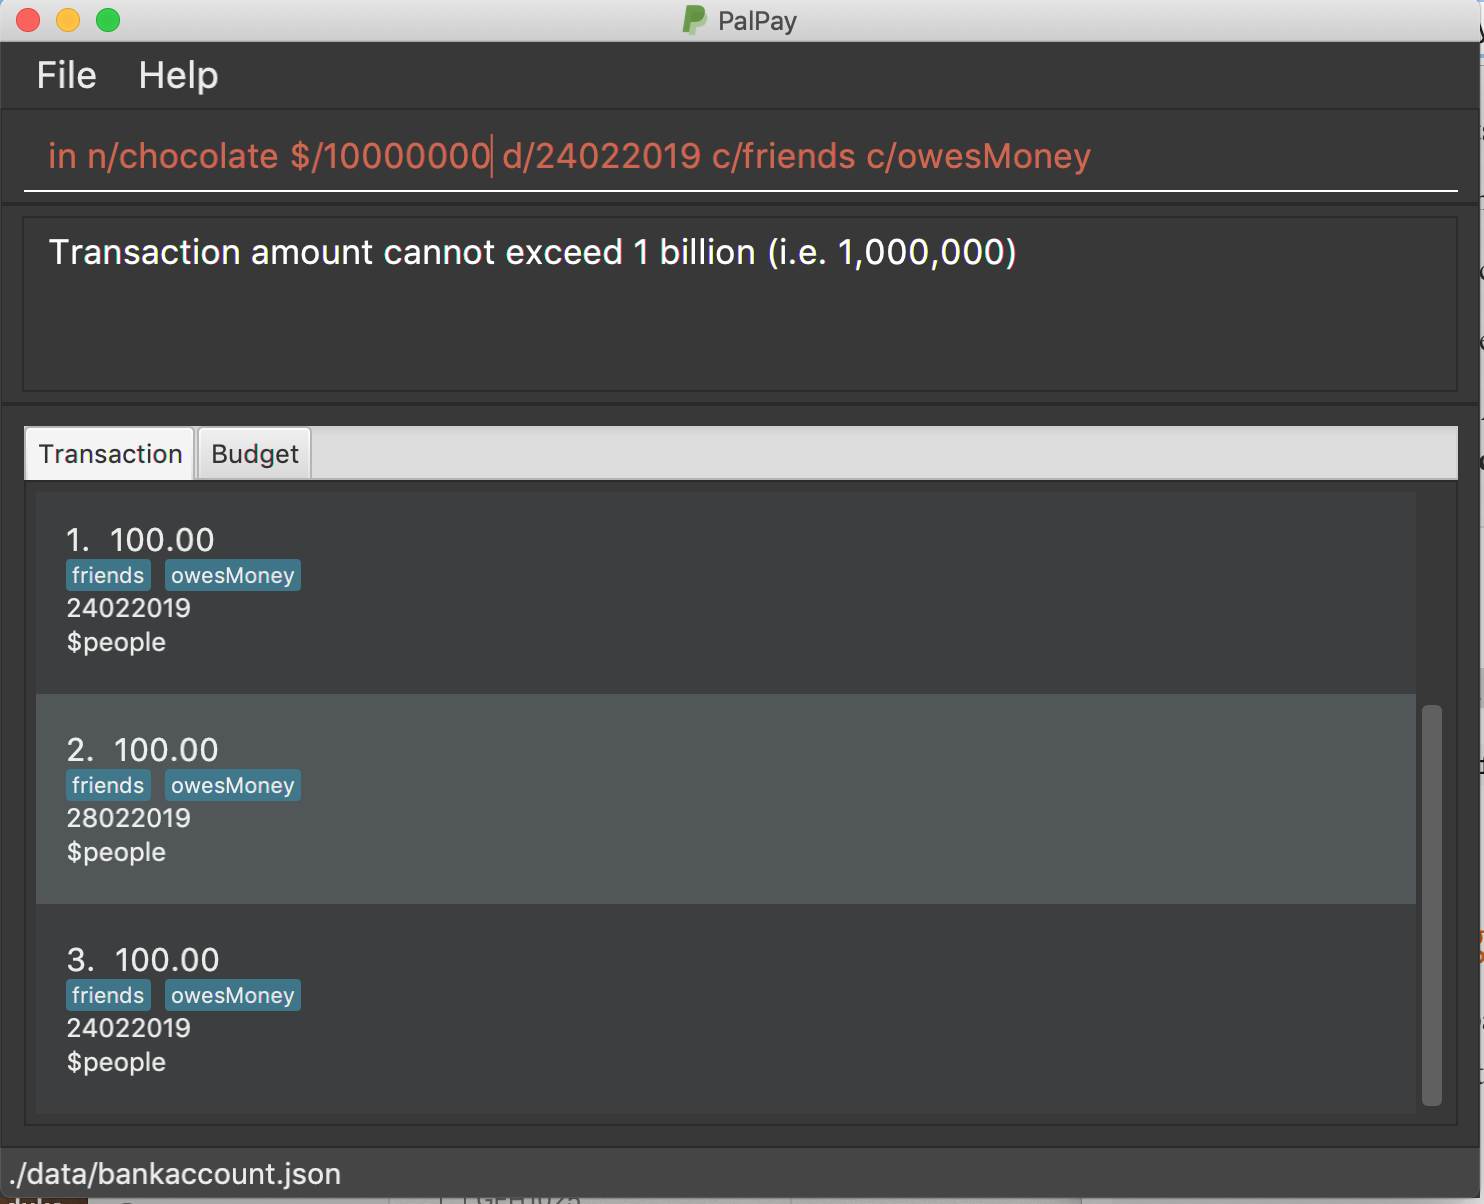 PalPay
File Help
in n/chocolate $/10000000 d/24022019 c/friends c/owesMoney
Transaction amount cannot exceed 1 billion (i.e. 1,000,000)
Transaction Budget
1. 100.00
friends owesMoney
24022019
$people
2. 100.00
friends owesMoney
28022019
$people
3. 100.00
friends owesMoney
24022019
$people
./data/bankaccount.json